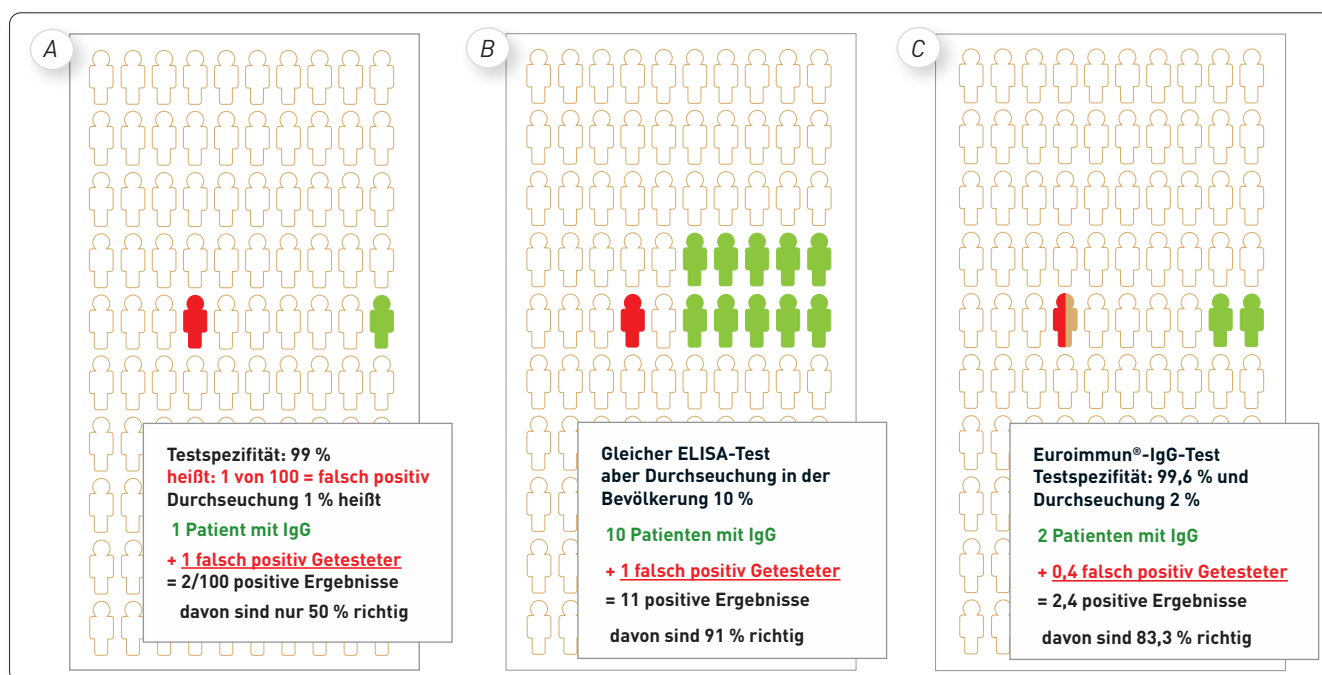 A
Testspezifität: 99 %
heißt: 1 von 100 = falsch positiv
Durchseuchung 1 % heißt
1 Patient mit IgG
+ 1 falsch positiv Getesteter
= 2/100 positive Ergebnisse
davon sind nur 50 % richtig
B
Gleicher ELISA-Test
aber Durchseuchung in der
Bevölkerung 10 %
10 Patienten mit IgG
+ 1 falsch positiv Getesteter
= 11 positive Ergebnisse
davon sind 91 % richtig
C
Euroimmun®-IgG-Test
Testspezifität: 99,6 % und
Durchseuchung 2 %
2 Patienten mit IgG
+ 0,4 falsch positiv Getesteter
= 2,4 positive Ergebnisse
davon sind 83,3 % richtig